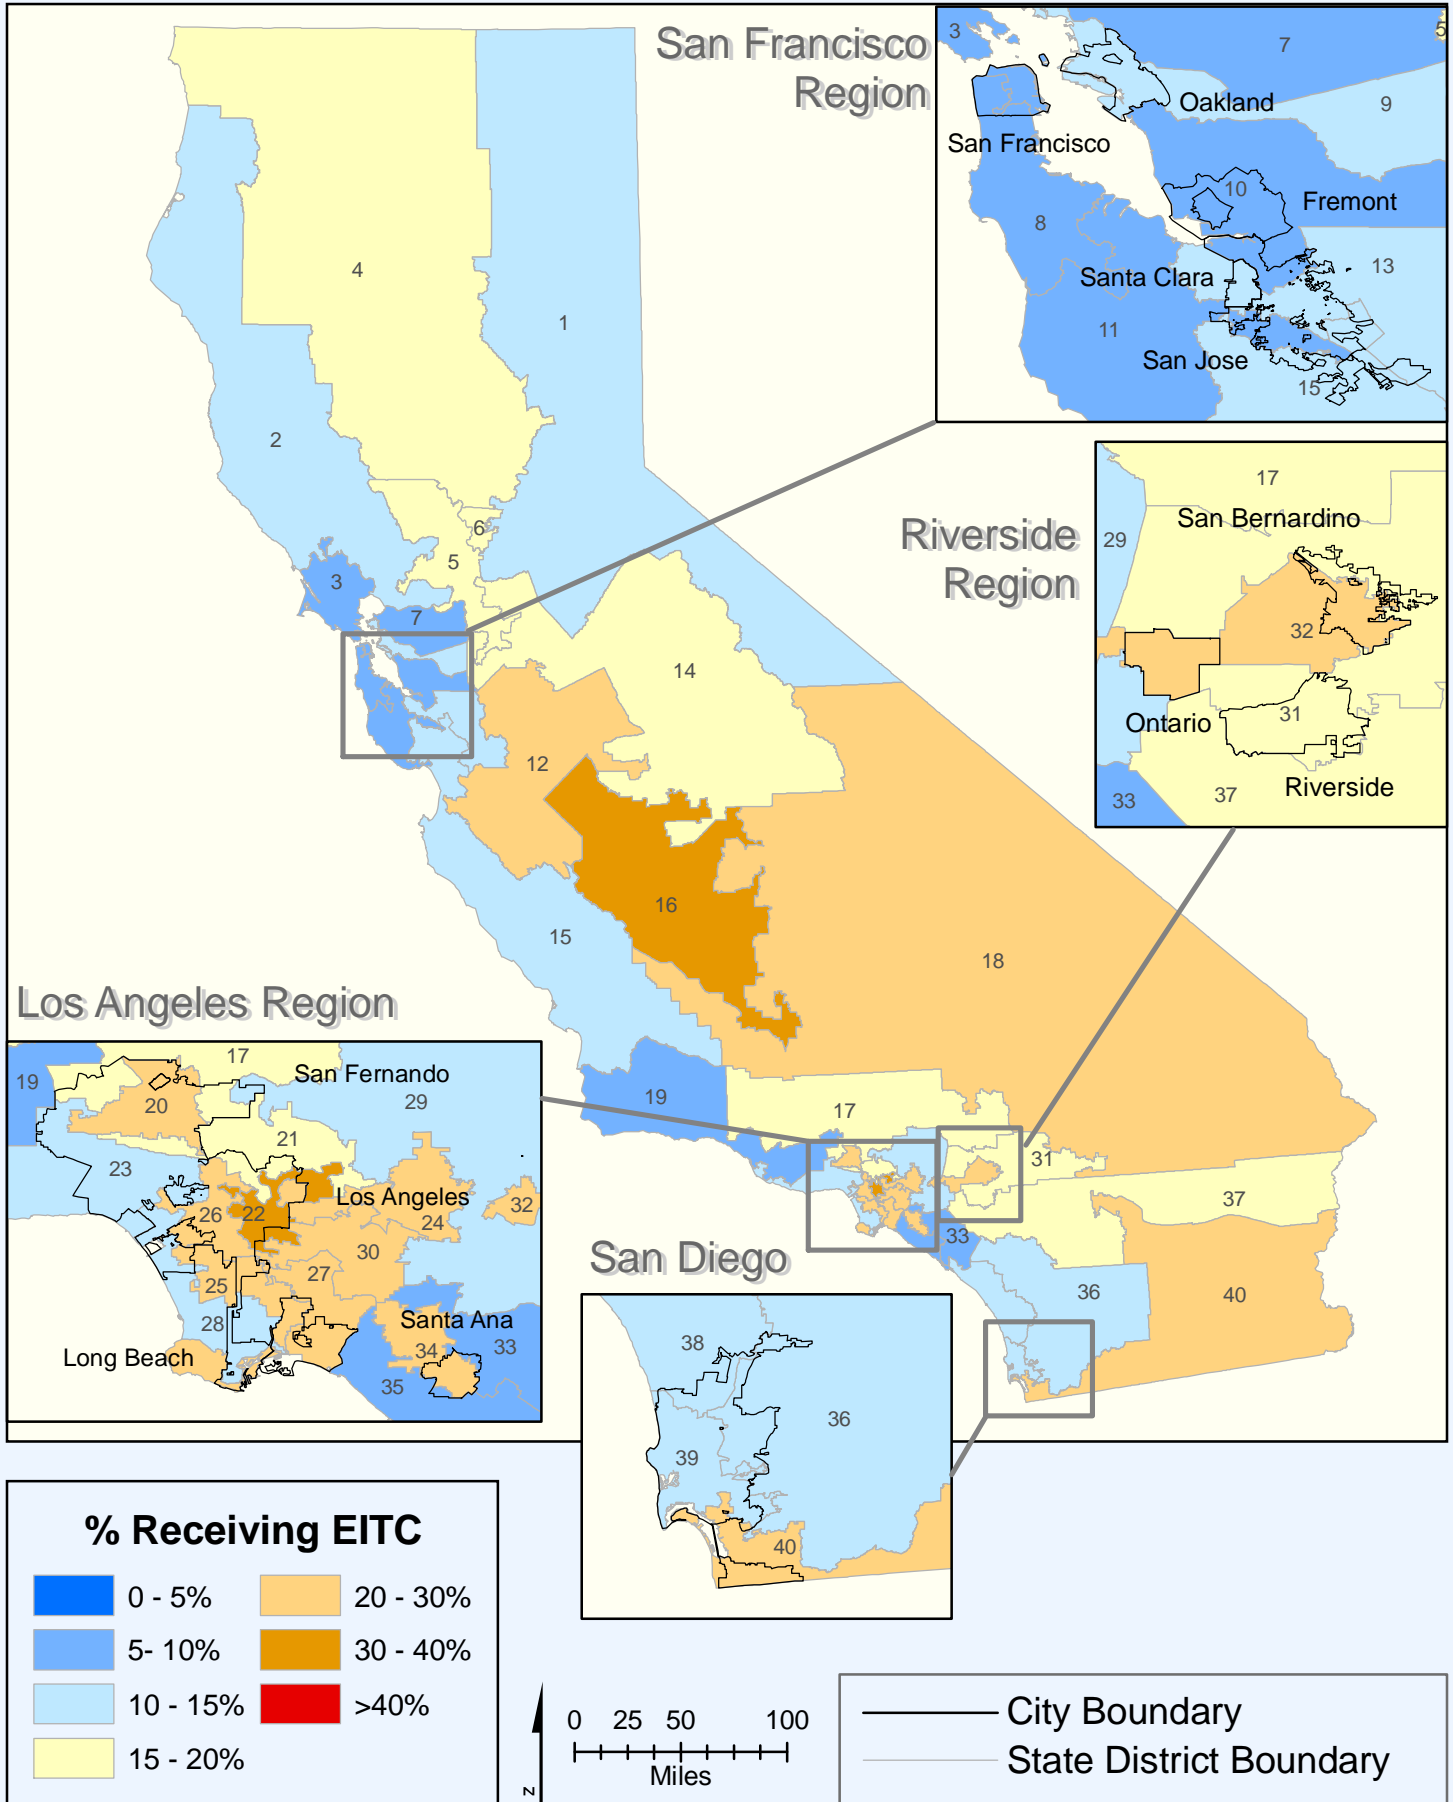 San Francisco
Region
3
7
5
Oakland
9
San Francisco
10
Fremont
8
Santa Clara
13
11
San Jose
15
4
1
2
6
5
3
7
14
12
16
15
18
19
17
31
37
33
36
40
Riverside
Region
17
San Bernardino
29
32
Ontario
31
Riverside
33
37
Los Angeles Region
17
San Fernando
19
29
20
21
23
Los Angeles
32
26
22
24
30
27
25
28
Santa Ana
33
34
Long Beach
35
San Diego
38
36
39
40
% Receiving EITC
0 - 5%
20 - 30%
5- 10%
30 - 40%
10 - 15%
>40%
15 - 20%
N
0 25 50 100
Miles
City Boundary
State District Boundary